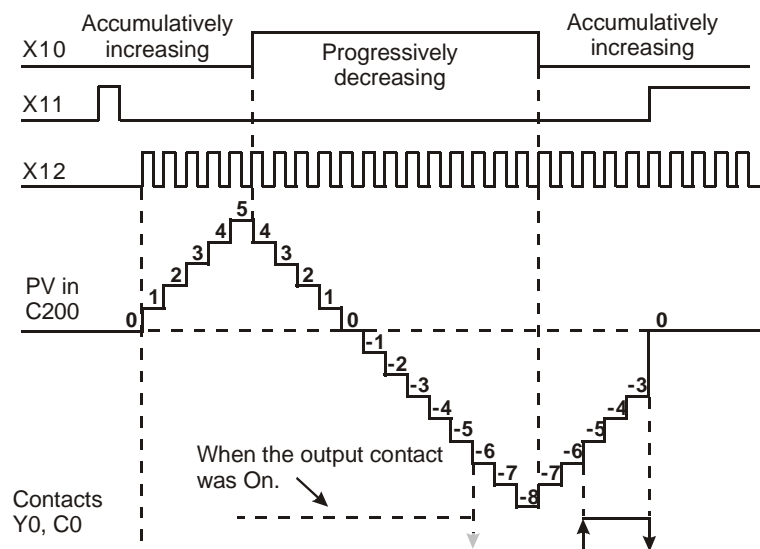 Accumulatively
increasing
Progressively
decreasing
Accumulatively
increasing
X10
X11
X12
PV in
C200
0
1
2
3
4
5
4
3
2
1
0
-1
-2
-3
-4
-5
-6
-7
-8
-7
-6
-5
-4
-3
0
When the output contact
was On.
Contacts
Y0, C0